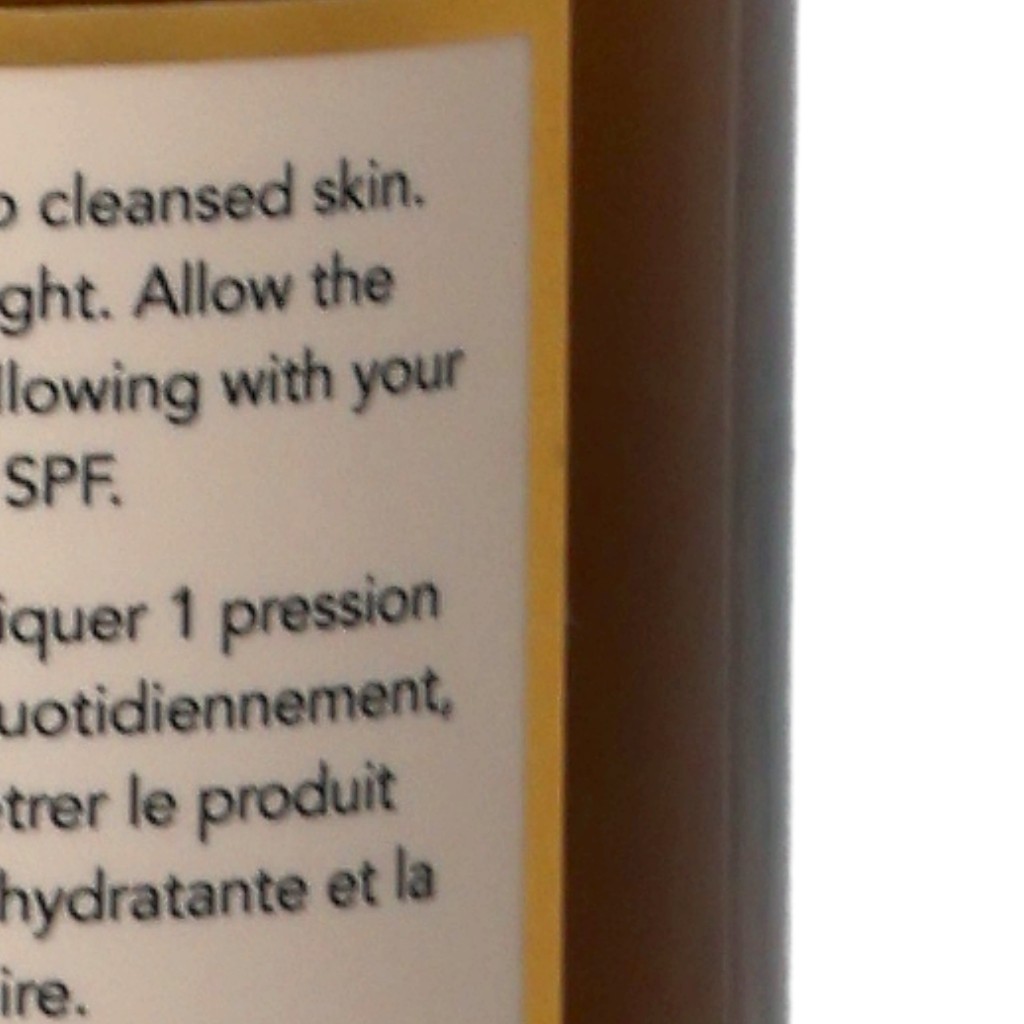 cleansed skin.
ght. Allow the
llowing with your
SPF.
iquer 1 pression
uotidiennement,
trer le produit
hydratante et la
ire.